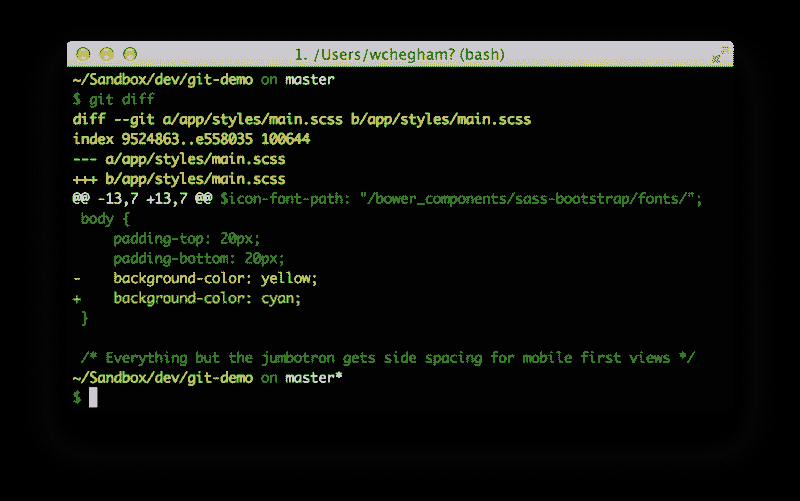 1. /Users/wchegham? (bash)
~/Sandbox/dev/git-demo on master
$ git diff
diff --git a/app/styles/main.scss b/app/styles/main.scss
index 9524863..e558035 100644
--- a/app/styles/main.scss
+++ b/app/styles/main.scss
@@ -13,7 +13,7 @@ $icon-font-path: "/bower_components/sass-bootstrap/fonts/";
 body {
     padding-top: 20px;
     padding-bottom: 20px;
-    background-color: yellow;
+    background-color: cyan;
 }
 /* Everything but the jumbotron gets side spacing for mobile first views */
~/Sandbox/dev/git-demo on master*
$